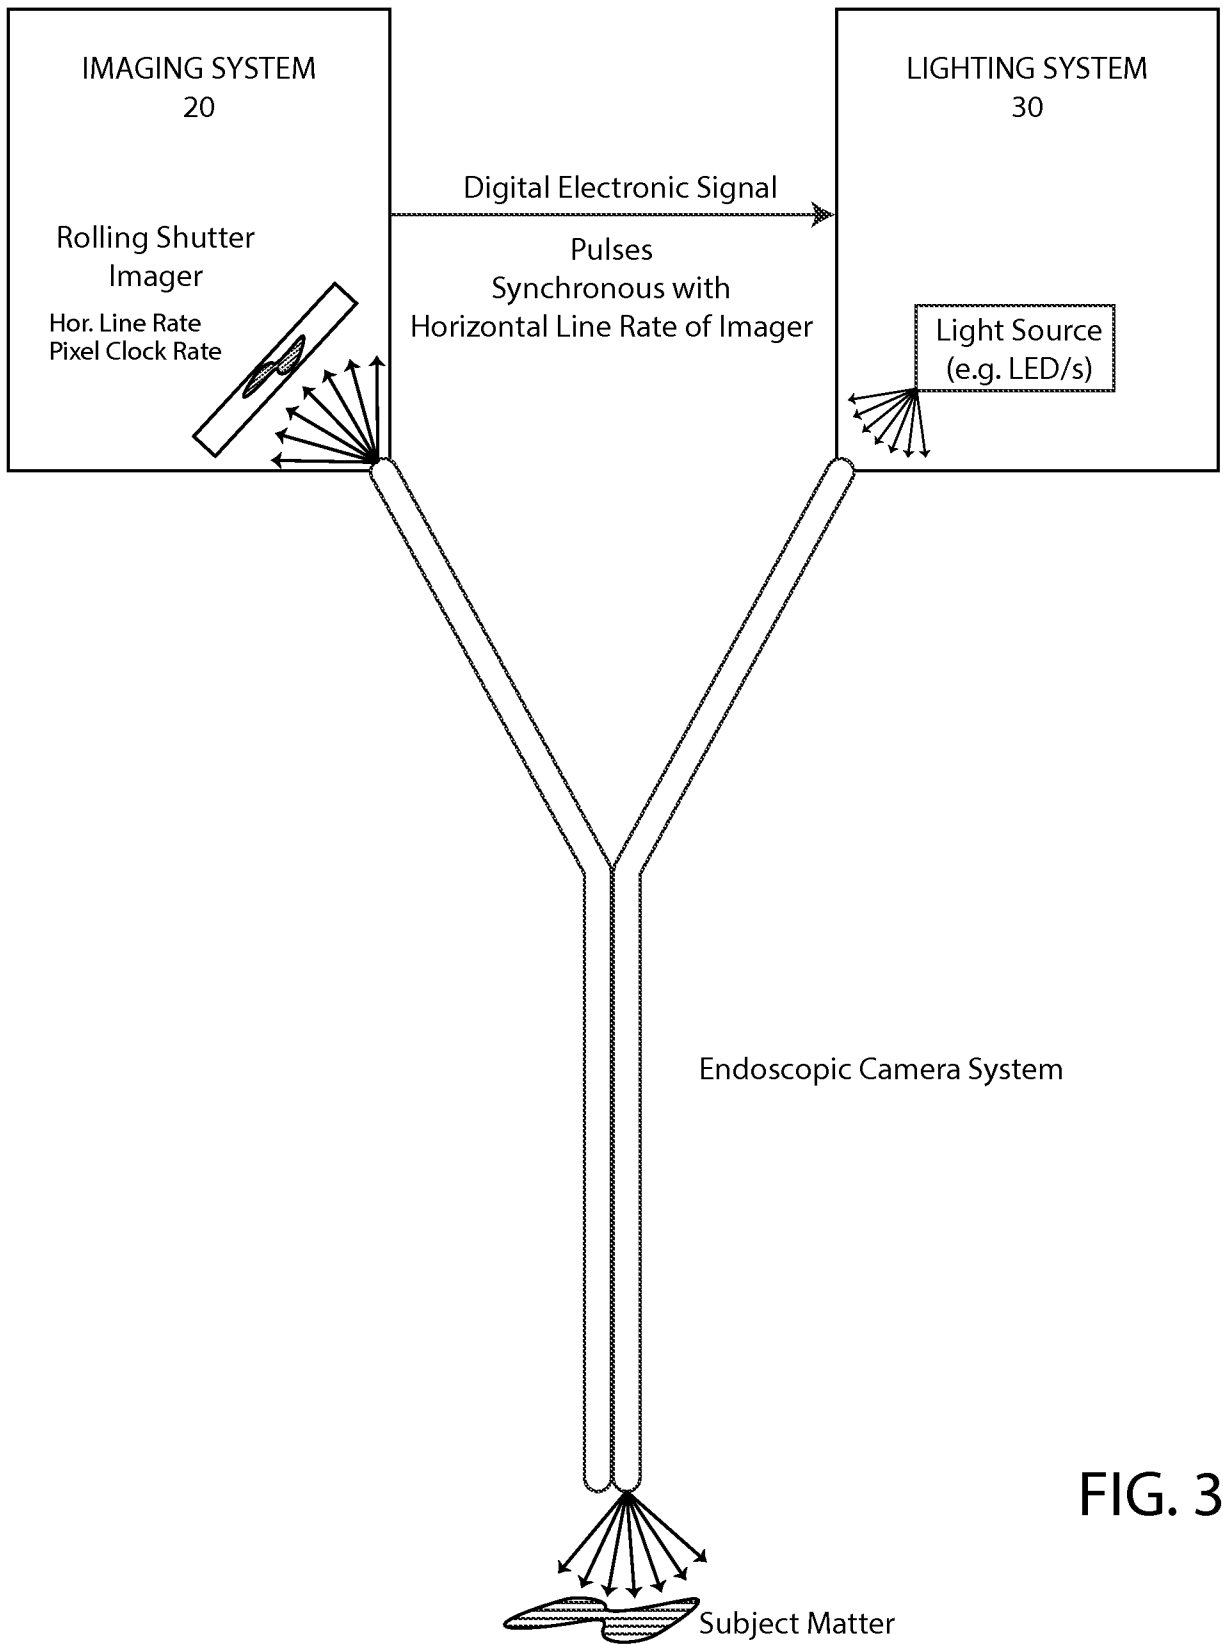 IMAGING SYSTEM
20
LIGHTING SYSTEM
30
Digital Electronic Signal
Pulses
Synchronous with
Horizontal Line Rate of Imager
Rolling Shutter
Imager
Hor. Line Rate
Pixel Clock Rate
Light Source
(e.g. LED/s)
Endoscopic Camera System
FIG. 3
Subject Matter